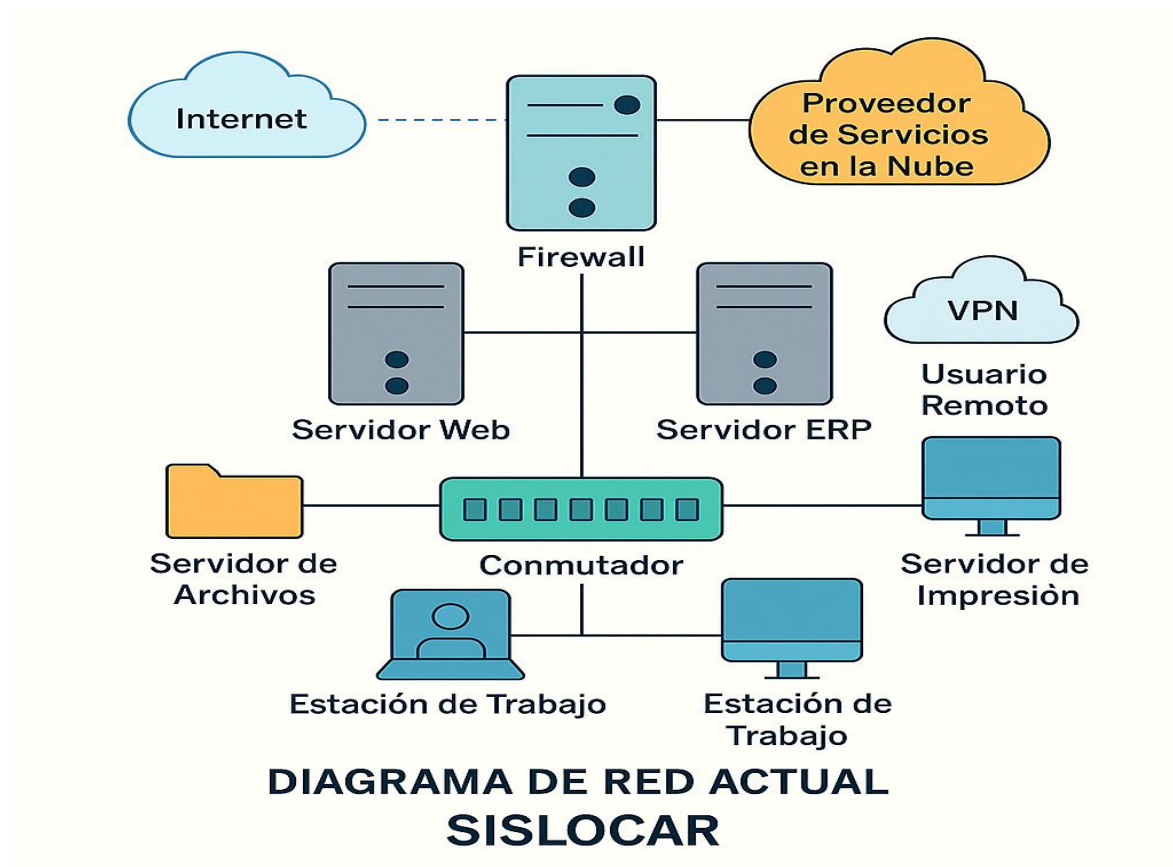 Internet
Proveedor
de Servicios
en la Nube
Firewall
VPN
Usuario
Remoto
Servidor Web
Servidor ERP
Servidor de
Archivos
Conmutador
Servidor de
Impresiòn
Estación de Trabajo
Estación de
Trabajo
DIAGRAMA DE RED ACTUAL
SISLOCAR